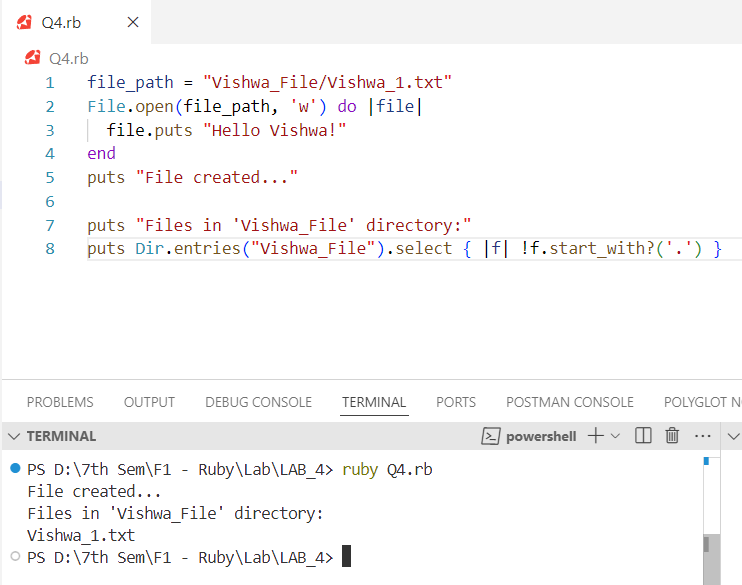 Q4.rb
Q4.rb
1 file_path = "Vishwa_File/Vishwa_1.txt"
2 File.open(file_path, 'w') do |file|
3 file.puts "Hello Vishwa!"
4 end
5 puts "File created..."
6
7 puts "Files in 'Vishwa_File' directory:"
8 puts Dir.entries("Vishwa_File").select { |f| !f.start_with?('.') }
PROBLEMS OUTPUT DEBUG CONSOLE TERMINAL PORTS POSTMAN CONSOLE POLYGLOT N
TERMINAL powershell
PS D:\7th Sem\F1 - Ruby\Lab\LAB_4> ruby Q4.rb
File created...
Files in 'Vishwa_File' directory:
Vishwa_1.txt
PS D:\7th Sem\F1 - Ruby\Lab\LAB_4>